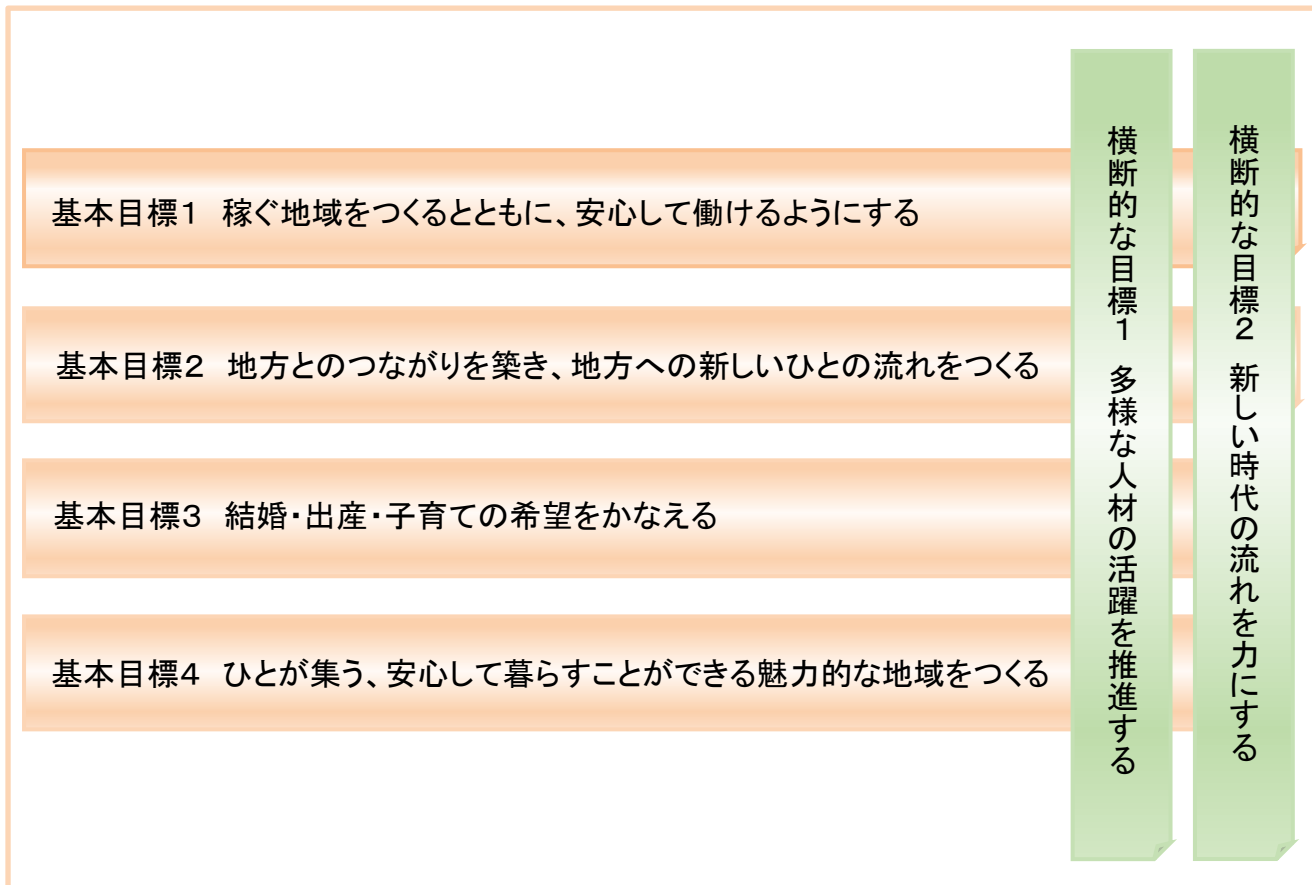 基本目標1　稼ぐ地域をつくるとともに、安心して働けるようにする
基本目標2　地方とのつながりを築き、地方への新しいひとの流れをつくる
基本目標3　結婚・出産・子育ての希望をかなえる
基本目標4　ひとが集う、安心して暮らすことができる魅力的な地域をつくる
横断的な目標1　多様な人材の活躍を推進する
横断的な目標2　新しい時代の流れを力にする